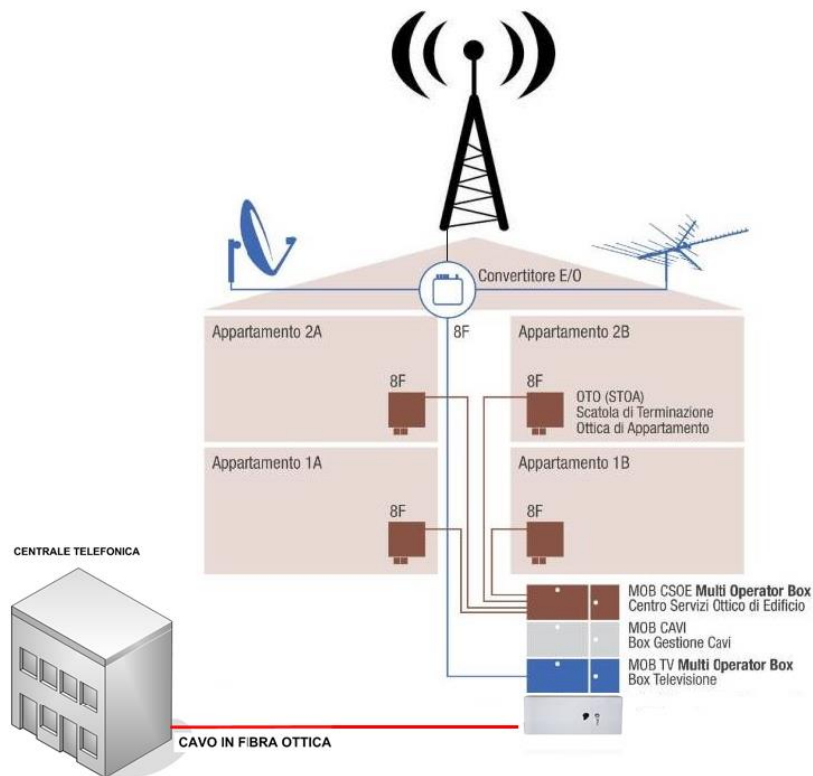 Convertitore E/O
8F
Appartamento 2A
8F
Appartamento 2B
8F
OTO (STOA)
Scatola di Terminazione
Ottica di Appartamento
Appartamento 1A
8F
Appartamento 1B
8F
CENTRALE TELEFONICA
MOB CSOE Multi Operator Box
Centro Servizi Ottico di Edificio
MOB CAVI
Box Gestione Cavi
MOB TV Multi Operator Box
Box Televisione
CAVO IN FIBRA OTTICA